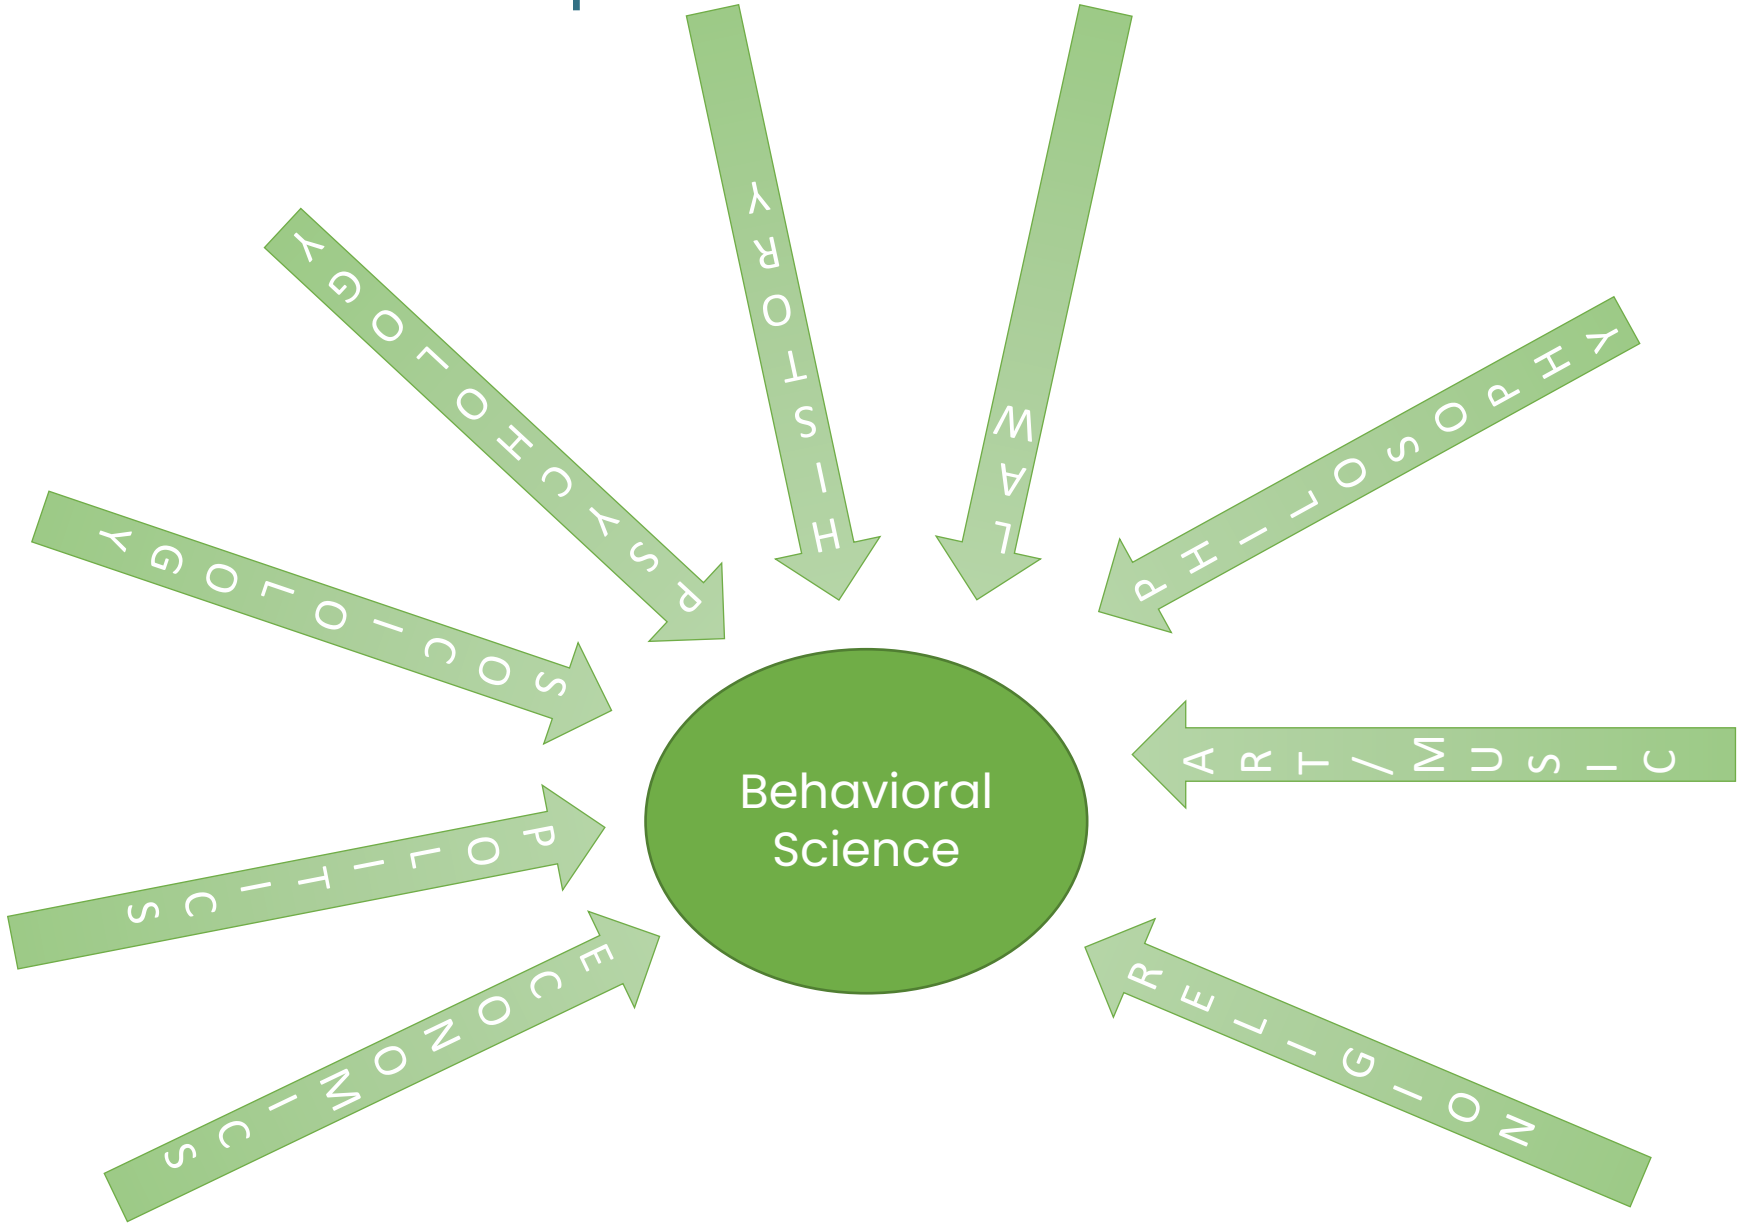 HISTORY
LAW
PSYCHOLOGY
PHILOSOPHY
SOCIOLOGY
ART/MUSIC
Behavioral
Science
POLITICS
ECONOMICS
RELIGION